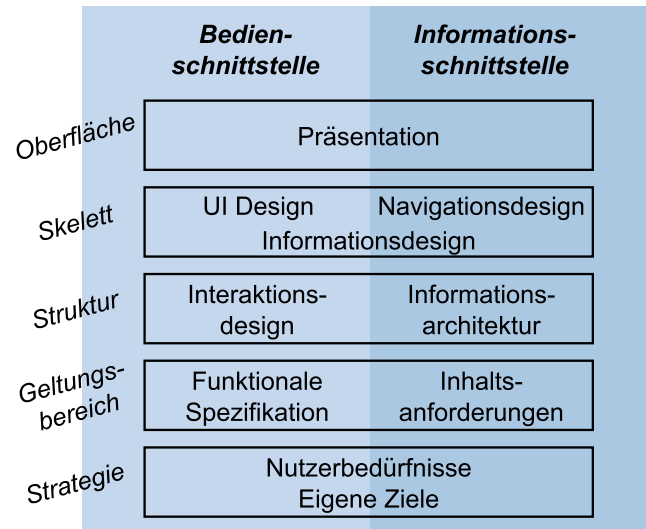 Bedien-
schnittstelle
Informations-
schnittstelle
Oberfläche
Präsentation
Skelett
UI Design
Navigationsdesign
Informationsdesign
Struktur
Interaktions-
design
Informations-
architektur
Geltungs-
bereich
Funktionale
Spezifikation
Inhalts-
anforderungen
Strategie
Nutzerbedürfnisse
Eigene Ziele